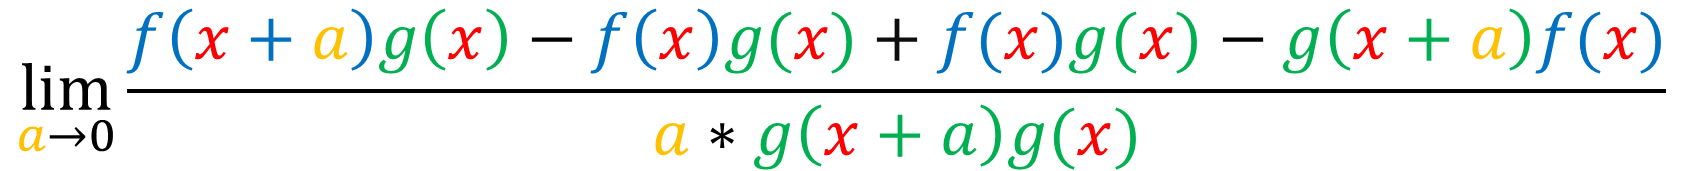 lim a→0 f(x + a)g(x) − f(x)g(x) + f(x)g(x) − g(x + a)f(x)
a * g(x + a)g(x)